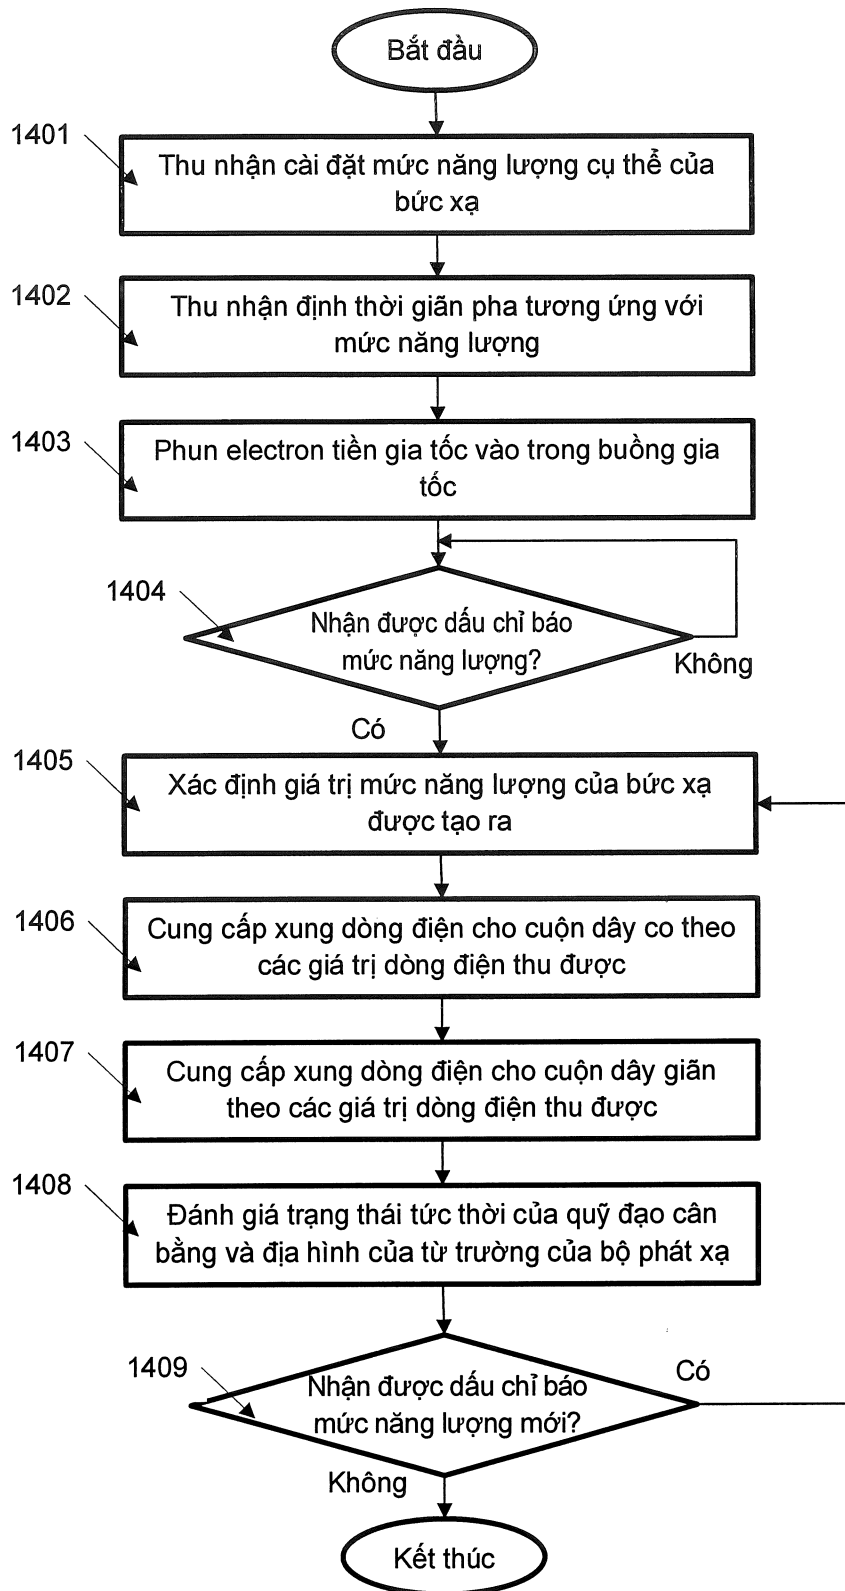 Bắt đầu
1401
Thu nhận cài đặt mức năng lượng cụ thể của
bức xạ
1402
Thu nhận định thời giãn pha tương ứng với
mức năng lượng
1403
Phun electron tiền gia tốc vào trong buồng gia
tốc
1404
Nhận được dấu chỉ báo
mức năng lượng?
Không
Có
1405
Xác định giá trị mức năng lượng của bức xạ
được tạo ra
1406
Cung cấp xung dòng điện cho cuộn dây co theo
các giá trị dòng điện thu được
1407
Cung cấp xung dòng điện cho cuộn dây giãn
theo các giá trị dòng điện thu được
1408
Đánh giá trạng thái tức thời của quỹ đạo cân
bằng và địa hình của từ trường của bộ phát xạ
1409
Nhận được dấu chỉ báo
mức năng lượng mới?
Có
Không
Kết thúc